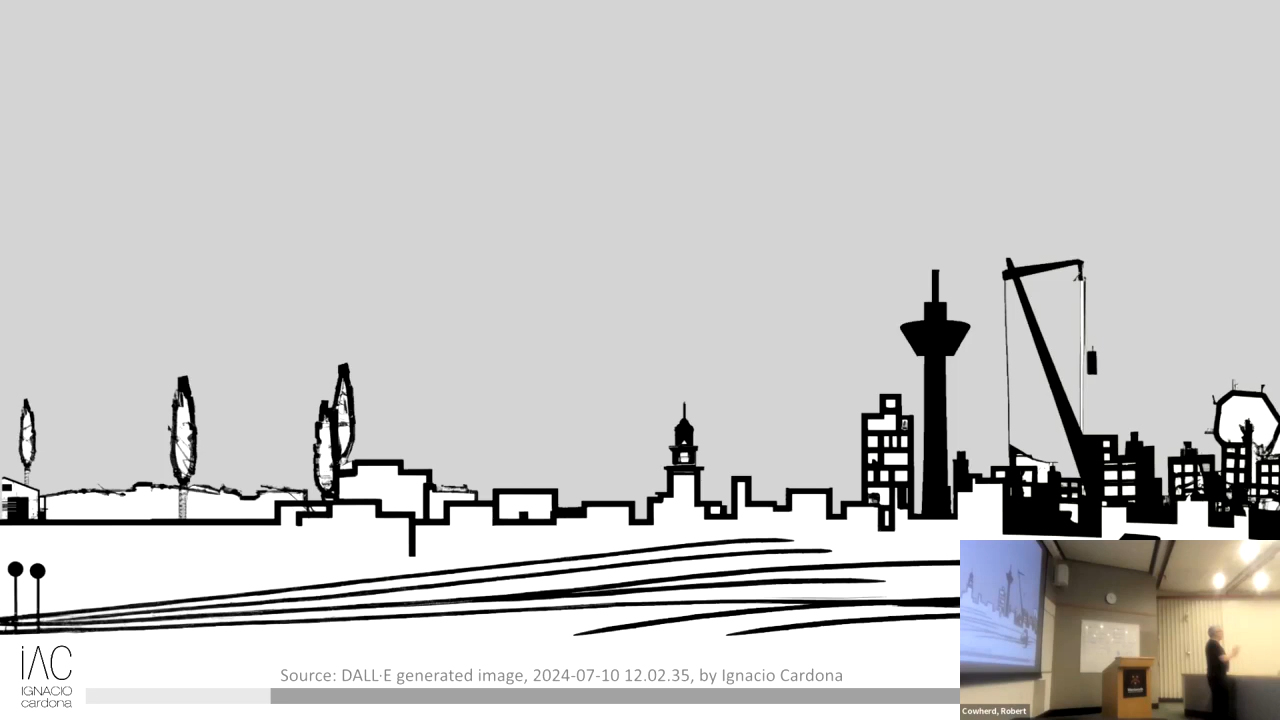 iAC
IGNACIO
cardona
Source: DALL·E generated image, 2024-07-10 12.02.35, by Ignacio Cardona
Cowherd, Robert